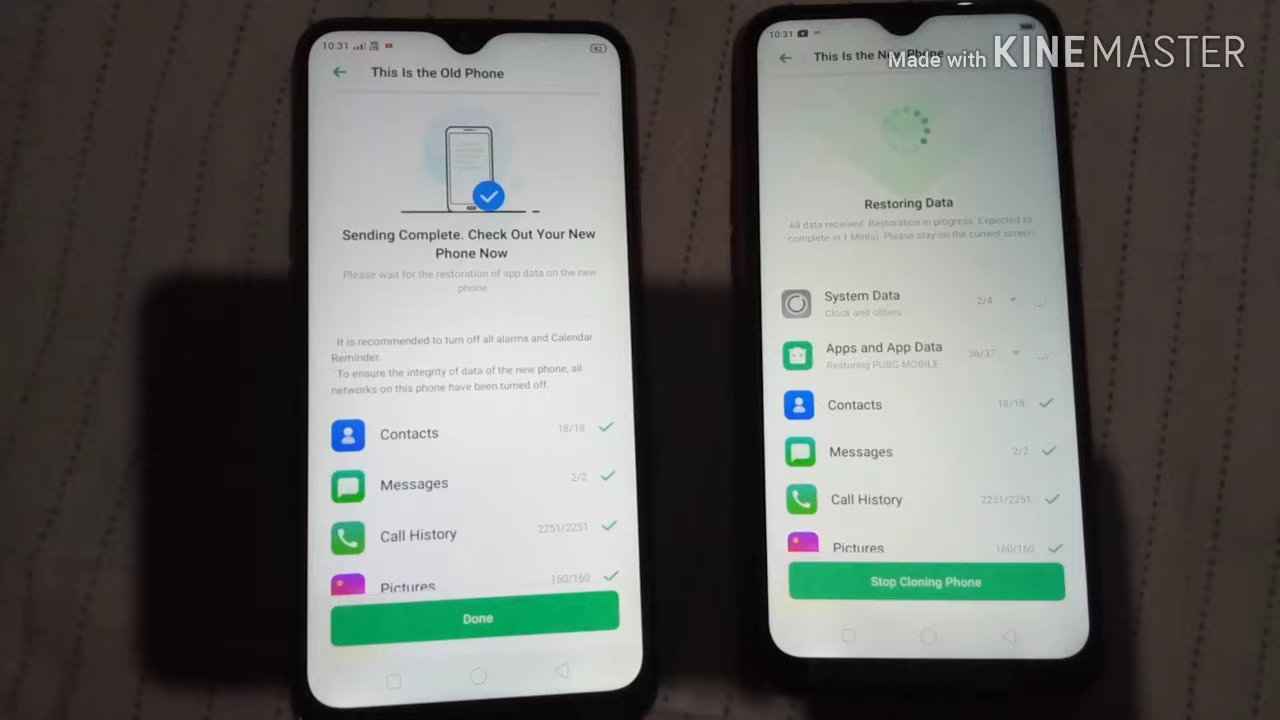 10:31
42
This Is the Old Phone
Sending Complete. Check Out Your New
Phone Now
Please wait for the restoration of app data on the new
phone
It is recommended to turn off all alarms and Calendar
Reminder.
To ensure the integrity of data of the new phone, all
networks on this phone have been turned off.
Contacts 18/18
Messages 2/2
Call History 2251/2251
Pictures 160/160
Done
10:31
This Is the New Phone
Made with KINEMASTER
Restoring Data
All data received. Restoration in progress. Expected to
complete in 1 Min(s). Please stay on the current screen
System Data 2/4
Clock and others
Apps and App Data 36/37
Restoring PUBG MOBILE
Contacts 18/18
Messages 2/2
Call History 2251/2251
Pictures 160/160
Stop Cloning Phone